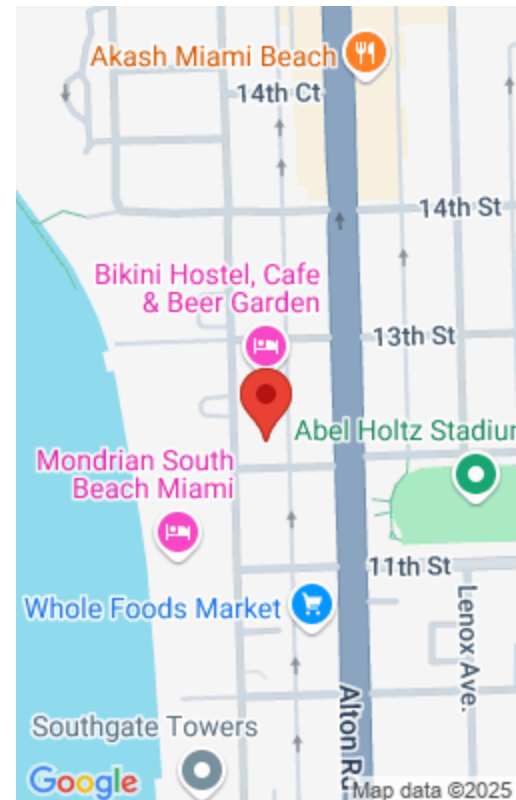 Akash Miami Beach
14th Ct
14th St
Bikini Hostel, Cafe
& Beer Garden
13th St
Abel Holtz Stadiur
Mondrian South
Beach Miami
11th St
Whole Foods Market
Lenox Ave.
Alton Rd
Southgate Towers
Google
Map data ©2025